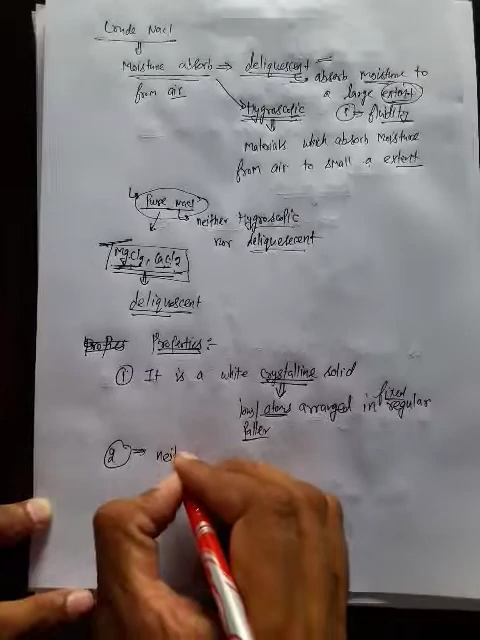 Crude Nacl
⇓
Moisture absorb ⇒ deliquescent
from air
↳ absorb moisture to
a large extent
① → fluidity
Hygroscopic
⇓
Materials which absorb moisture
from air to small a extent
Pure Nacl
↳ neither Hygroscopic
nor deliquescent
MgCl2, CaCl2
⇓
deliquescent
Properties:-
① It is a white crystalline solid
⇓
ions/atoms arranged in fixed regular
patter
② ⇒ neit